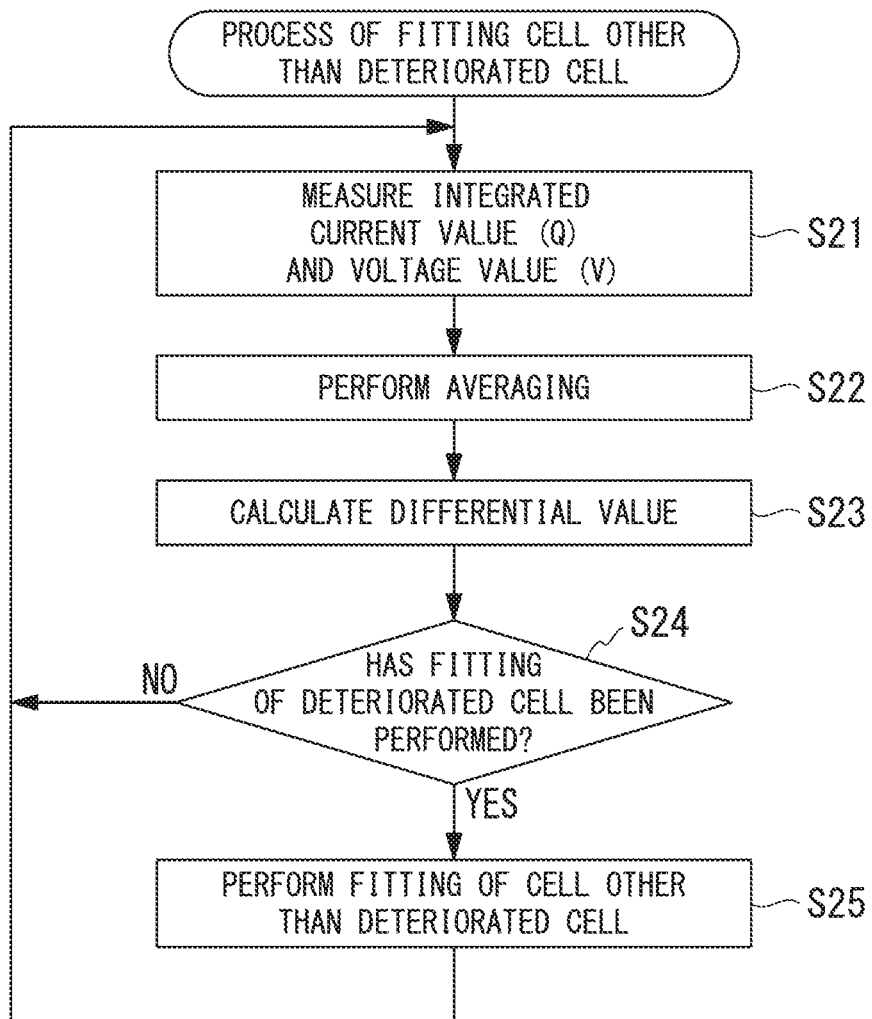 PROCESS OF FITTING CELL OTHER
THAN DETERIORATED CELL
MEASURE INTEGRATED
CURRENT VALUE (Q)
AND VOLTAGE VALUE (V)
S21
PERFORM AVERAGING
S22
CALCULATE DIFFERENTIAL VALUE
S23
S24
HAS FITTING
OF DETERIORATED CELL BEEN
PERFORMED?
NO
YES
PERFORM FITTING OF CELL OTHER
THAN DETERIORATED CELL
S25